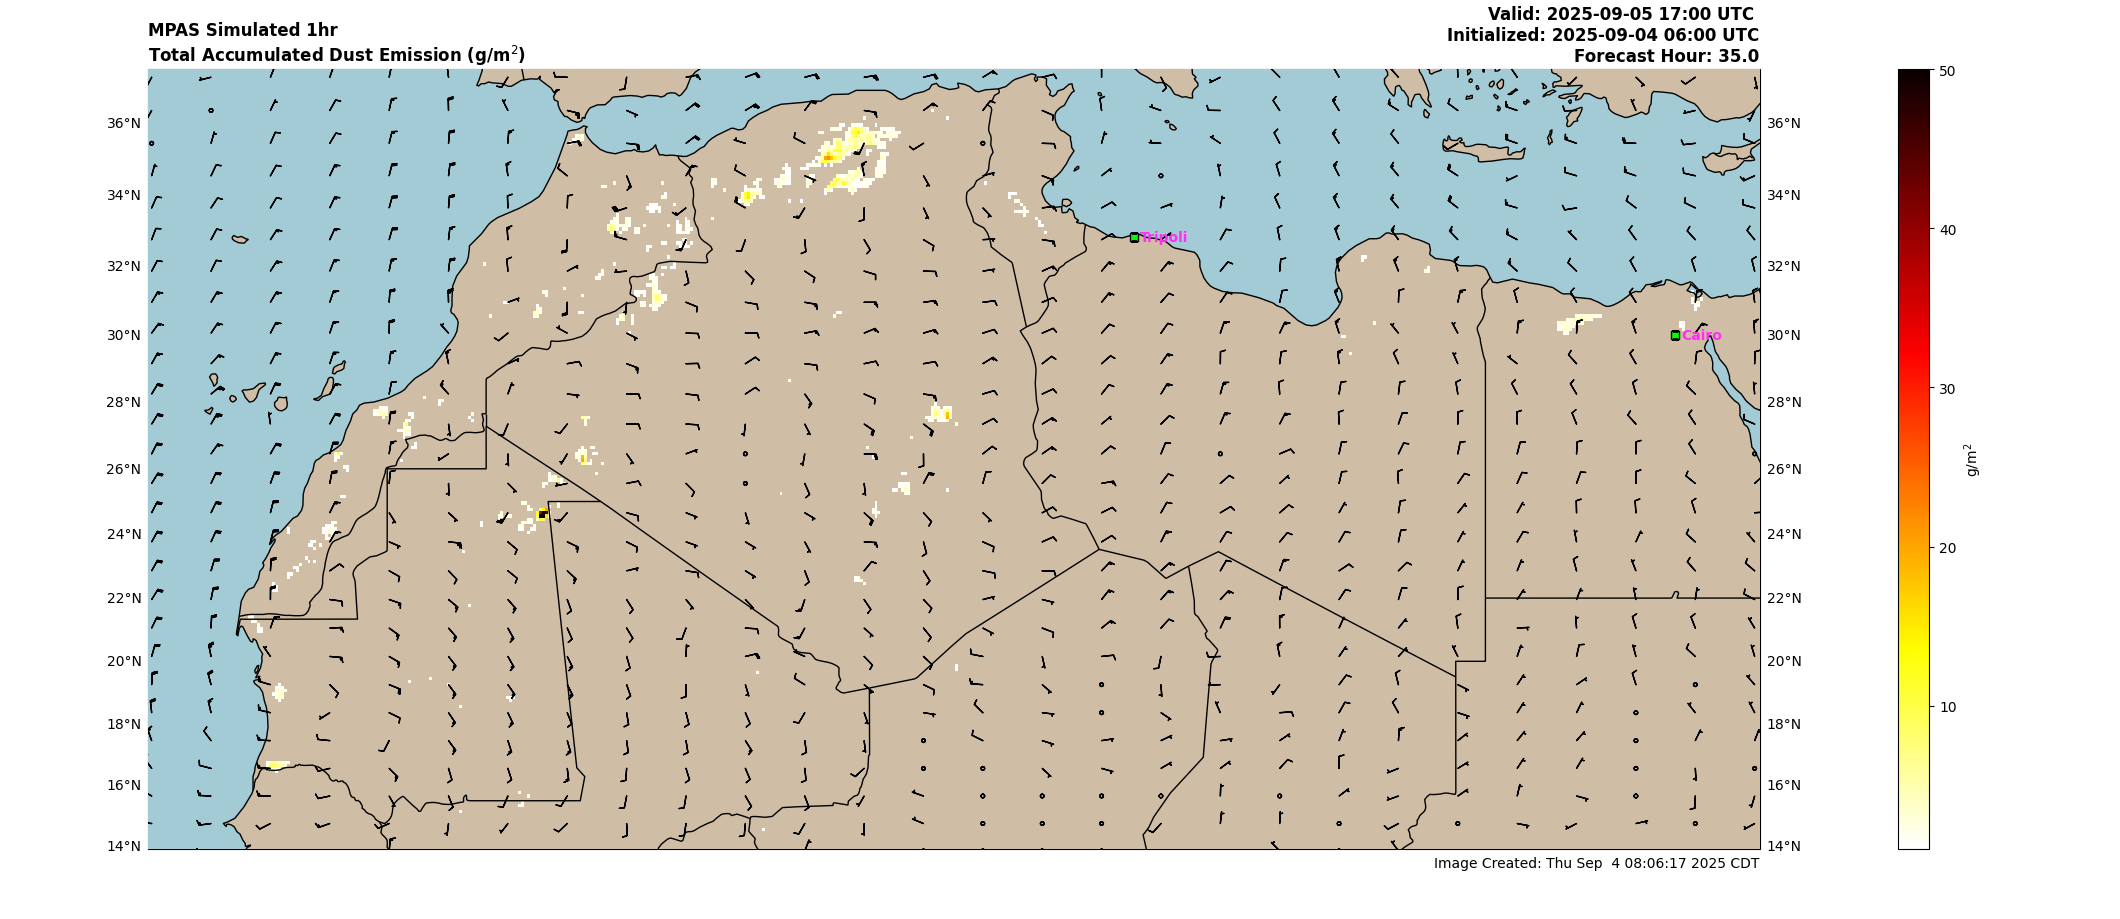 MPAS Simulated 1hr
Total Accumulated Dust Emission (g/m²)
Valid: 2025-09-05 17:00 UTC
Initialized: 2025-09-04 06:00 UTC
Forecast Hour: 35.0
36°N
34°N
32°N
30°N
28°N
26°N
24°N
22°N
20°N
18°N
16°N
14°N
Tripoli
Cairo
36°N
34°N
32°N
30°N
28°N
26°N
24°N
22°N
20°N
18°N
16°N
14°N
50
40
30
20
10
g/m²
Image Created: Thu Sep  4 08:06:17 2025 CDT